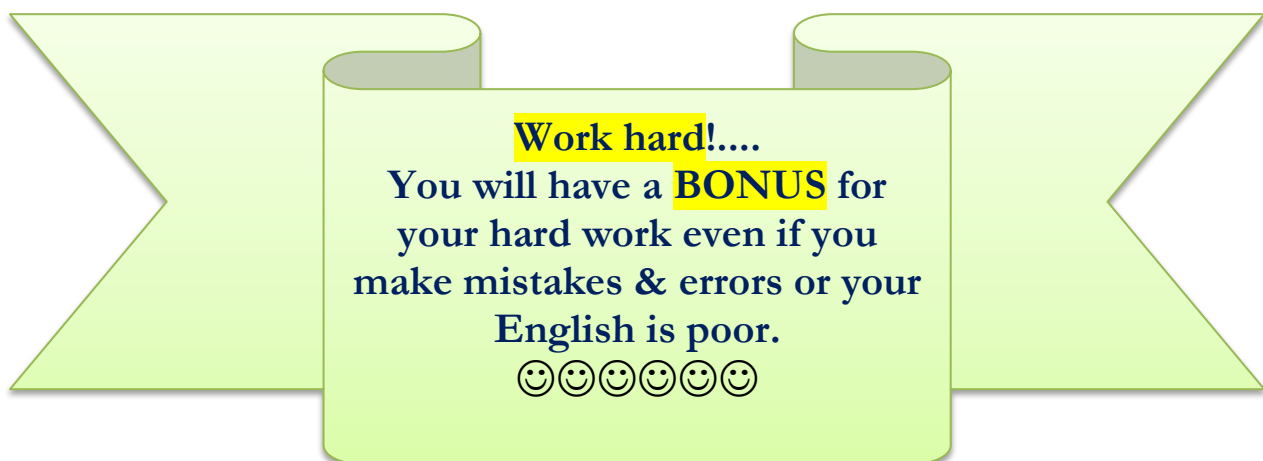 Work hard!....
You will have a BONUS for
your hard work even if you
make mistakes & errors or your
English is poor.
☺☺☺☺☺☺